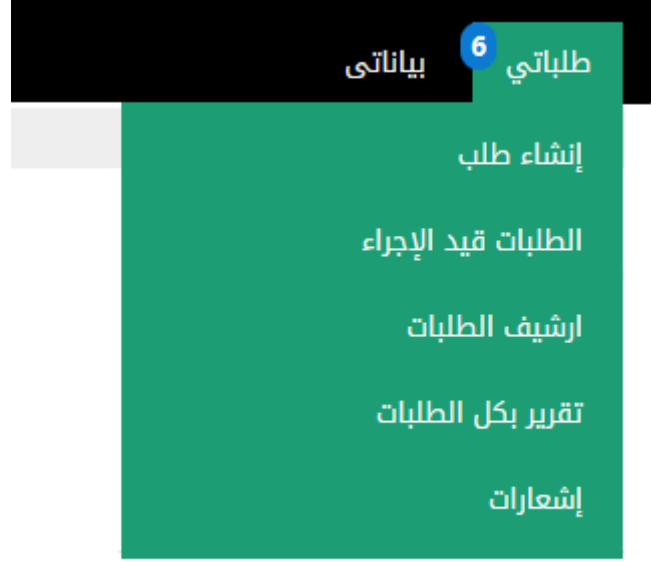 طلباتي 6 بياناتى
إنشاء طلب
الطلبات قيد الإجراء
ارشيف الطلبات
تقرير بكل الطلبات
إشعارات